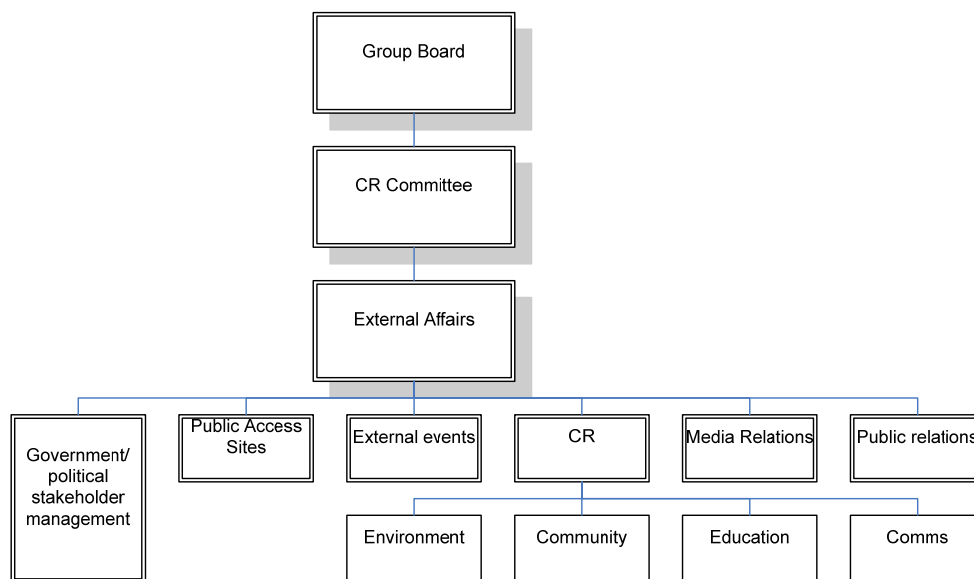 Group Board
CR Committee
External Affairs
Government/
political
stakeholder
management
Public Access
Sites
External events
CR
Media Relations
Public relations
Environment
Community
Education
Comms